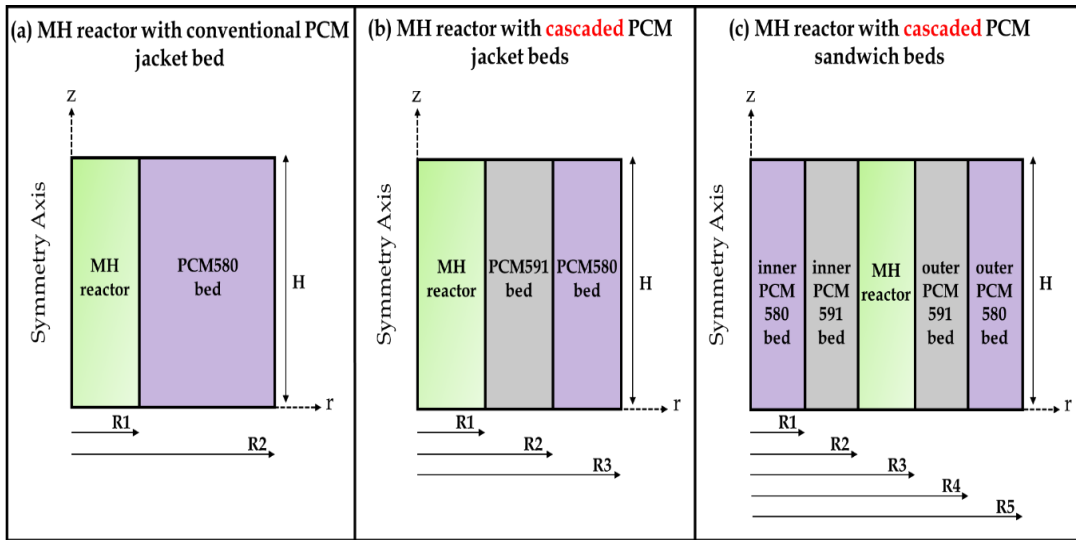 (a) MH reactor with conventional PCM
jacket bed
z
Symmetry Axis
MH
reactor
PCM580
bed
H
r
R1
R2
(b) MH reactor with cascaded PCM
jacket beds
z
Symmetry Axis
MH
reactor
PCM591
bed
PCM580
bed
H
r
R1
R2
R3
(c) MH reactor with cascaded PCM
sandwich beds
z
Symmetry Axis
inner
PCM
580
bed
inner
PCM
591
bed
MH
reactor
outer
PCM
591
bed
outer
PCM
580
bed
H
r
R1
R2
R3
R4
R5